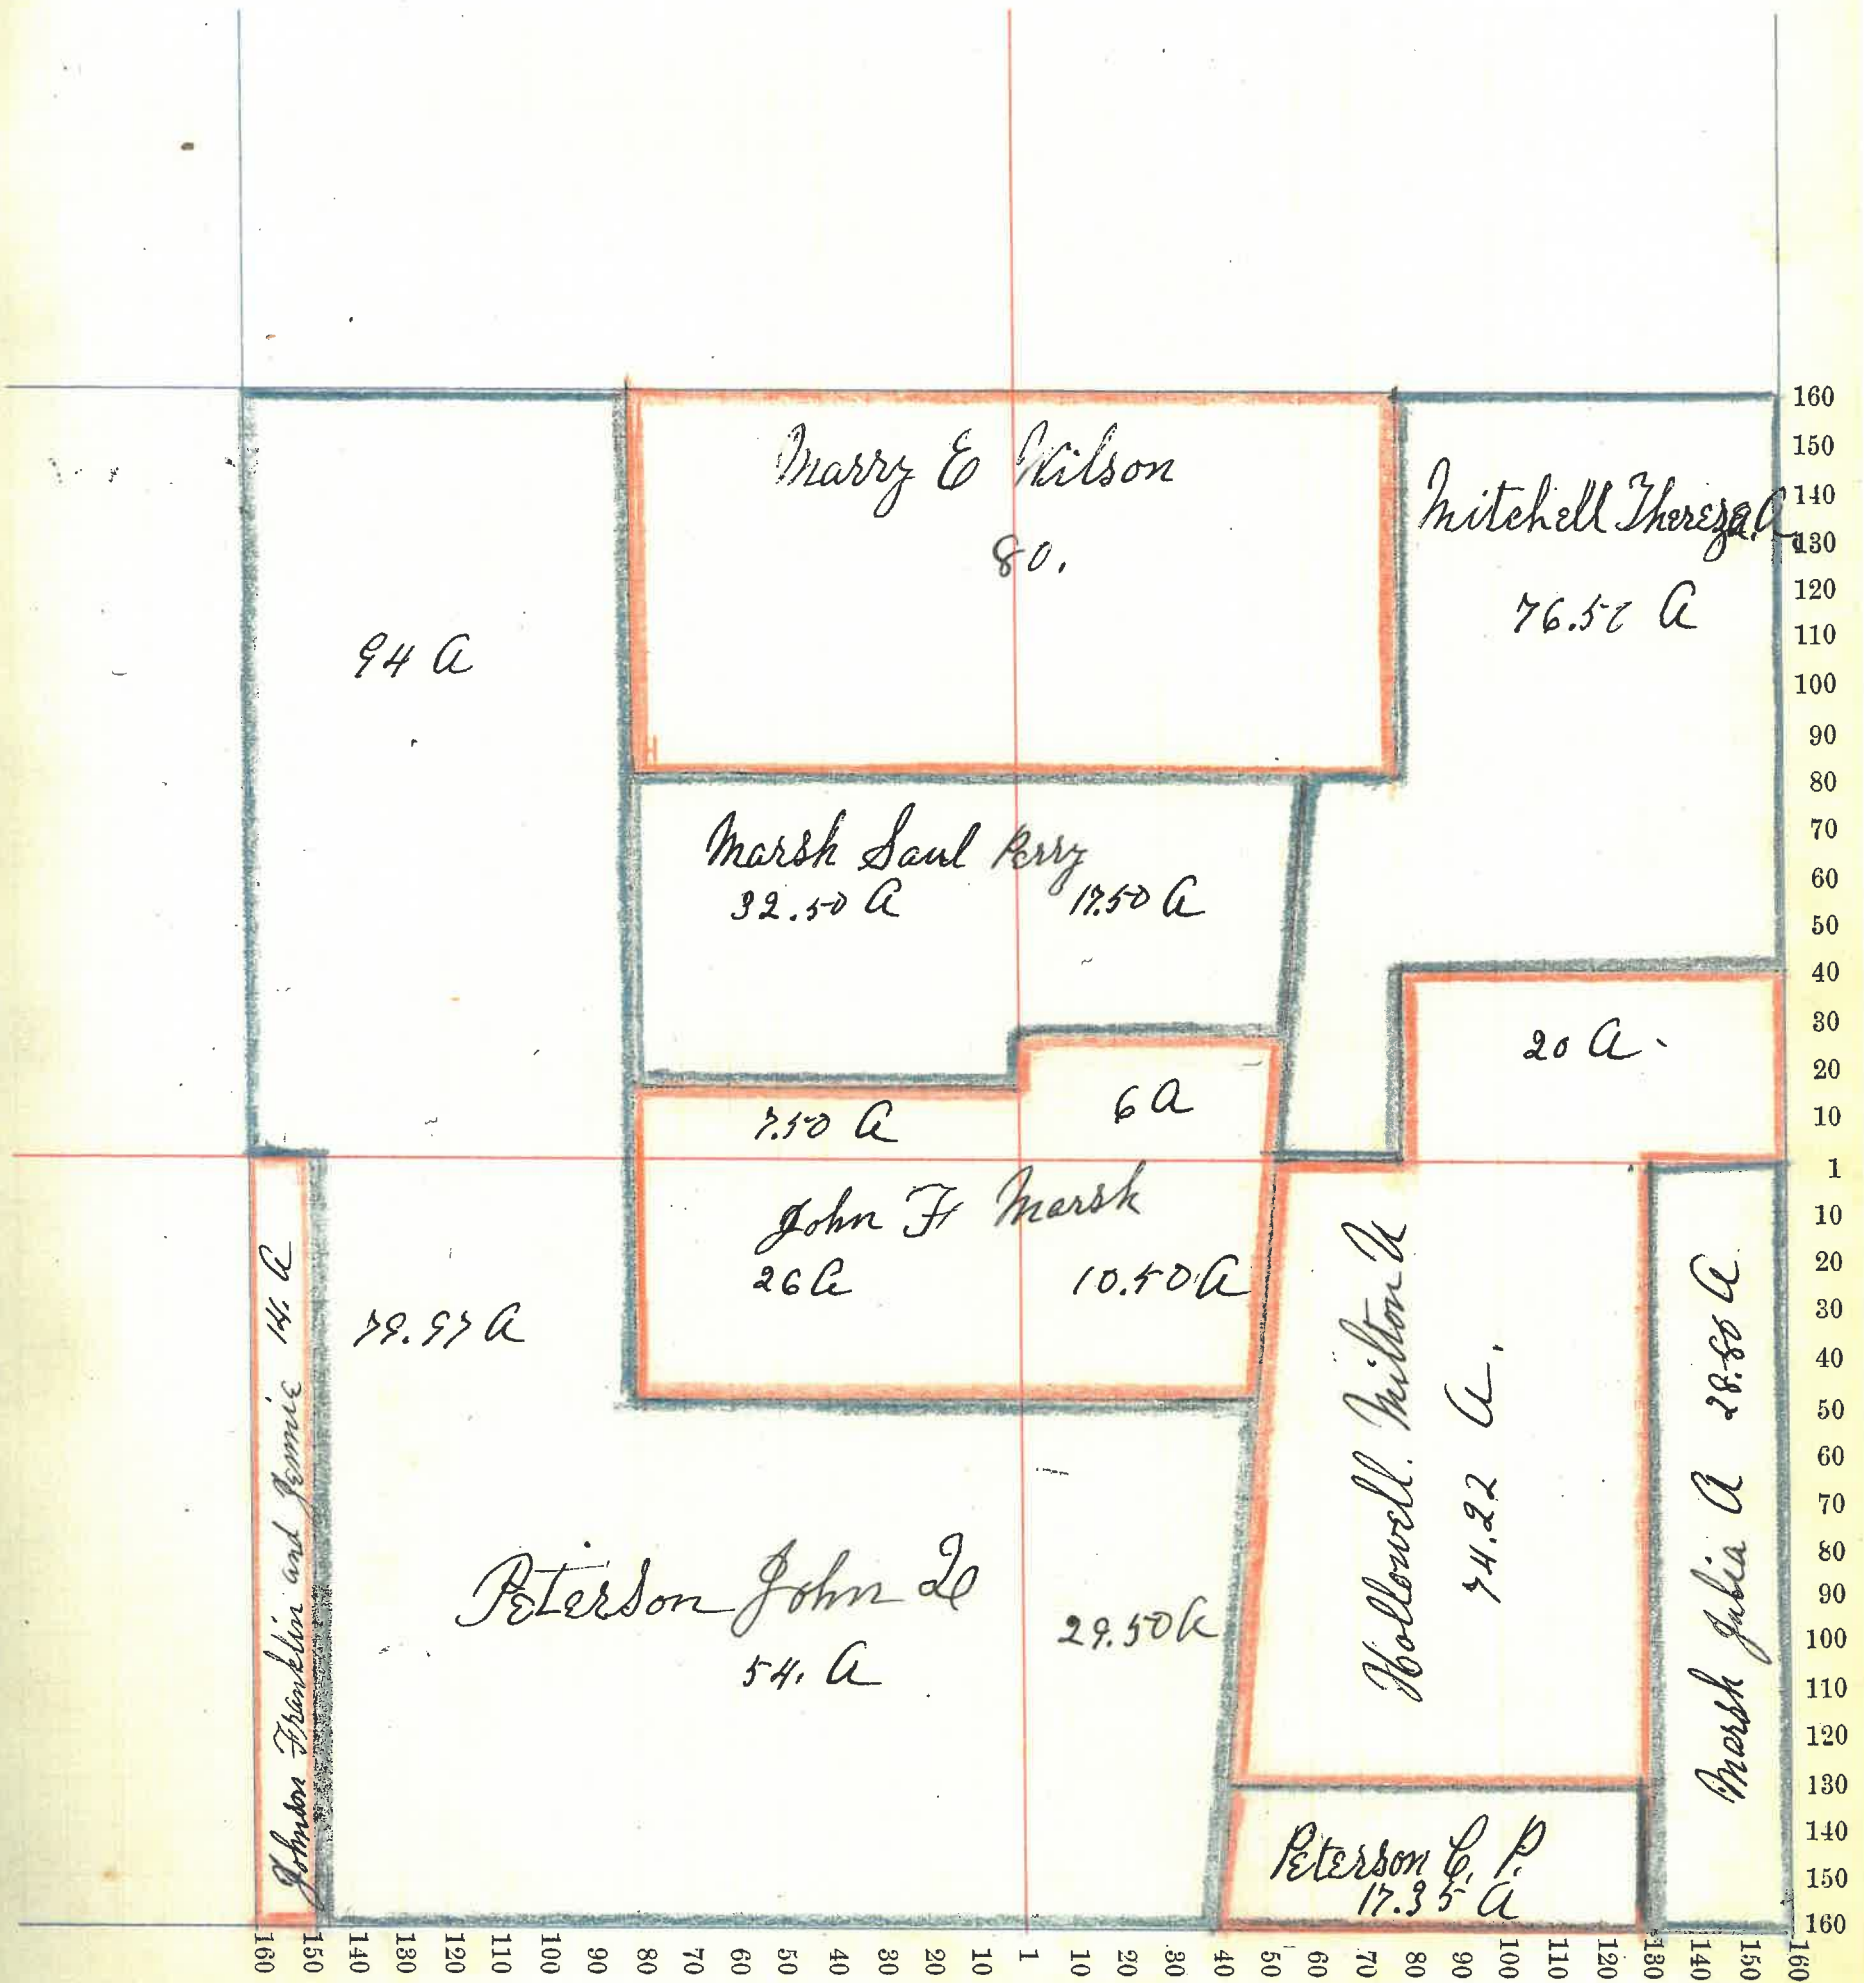 Marry E Wilson
80.
Mitchell Thereza. A
76.50 A
94 A
Marsh Saul Perry
32.50 A 17.50 A
20 A.
7.50 A
6 A
John F Marsh
26 A
10.50 A
79.97 A
Johnson Franklin and Jennie 14. A
Hollowell. Milton
74.22 A.
Marsh Julia A 28.80 A
Peterson John
54. A
29.50 A
Peterson C. P.
17.35 A
160
150
140
130
120
110
100
90
80
70
60
50
40
30
20
10
1
10
20
30
40
50
60
70
80
90
100
110
120
130
140
150
160
160 150 140 130 120 110 100 90 80 70 60 50 40 30 20 10 1 10 20 30 40 50 60 70 80 90 100 110 120 130 140 150 160